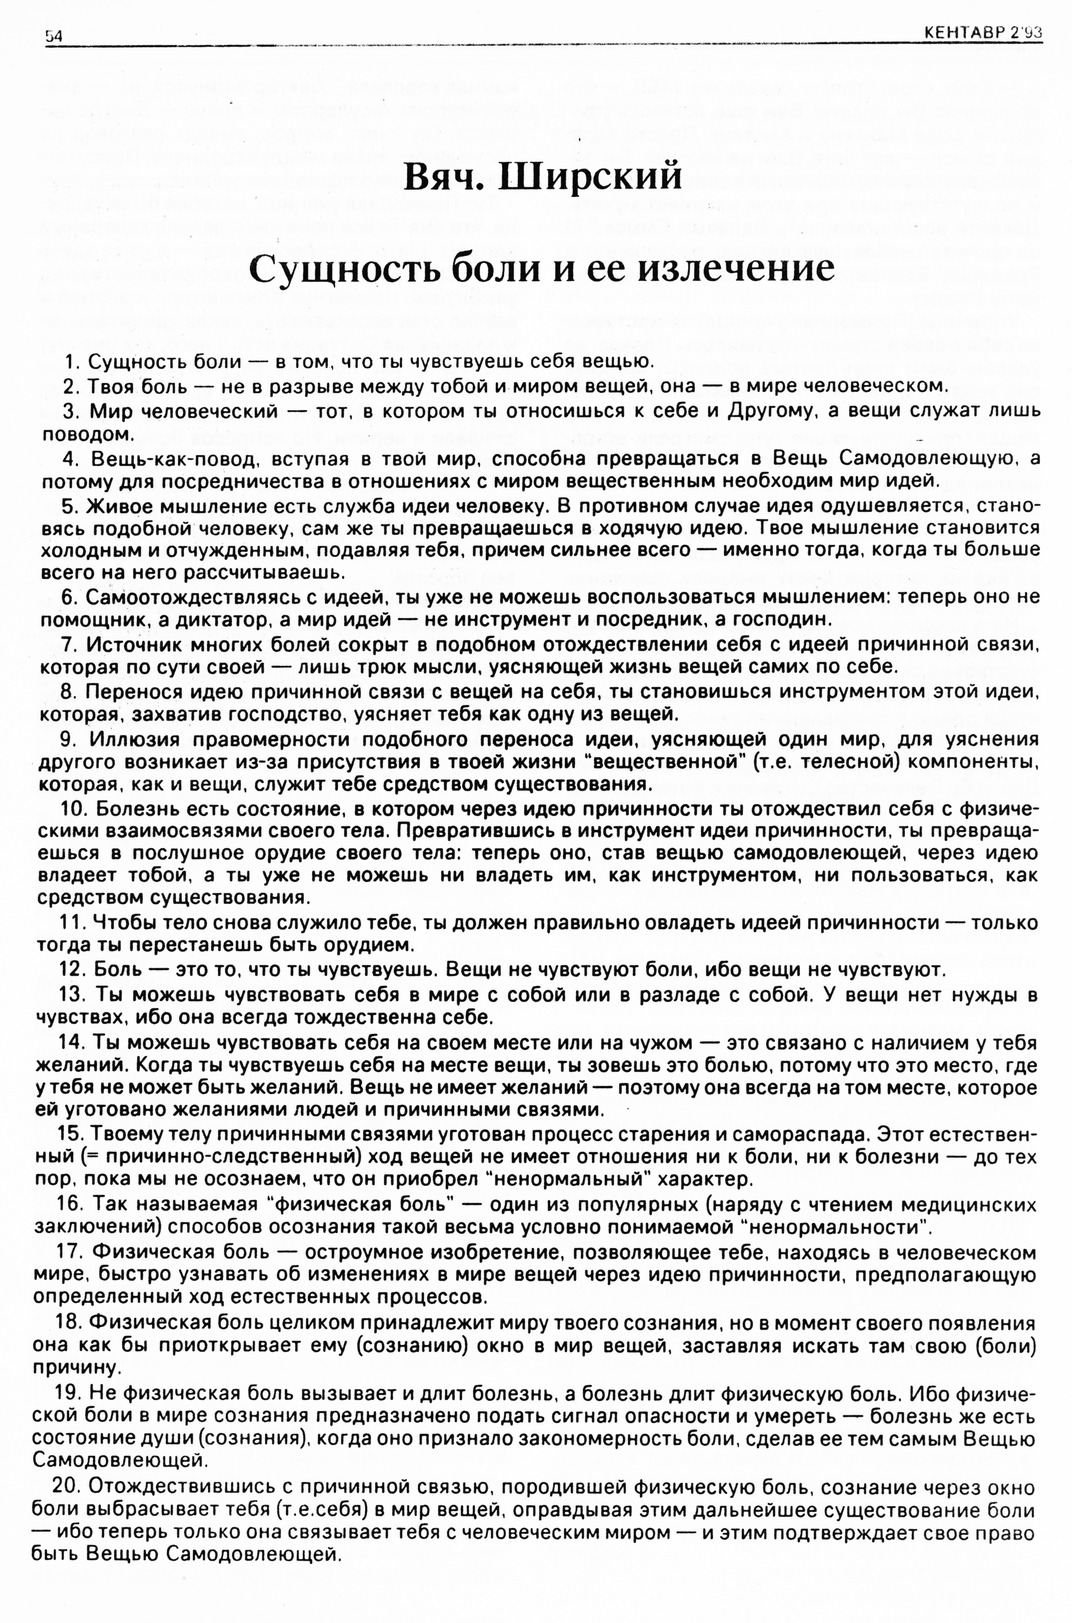 54
КЕНТАВР 2'93
Вяч. Ширский
Сущность боли и ее излечение
1. Сущность боли — в том, что ты чувствуешь себя вещью.
2. Твоя боль — не в разрыве между тобой и миром вещей, она — в мире человеческом.
3. Мир человеческий — тот, в котором ты относишься к себе и Другому, а вещи служат лишь
поводом.
4. Вещь-как-повод, вступая в твой мир, способна превращаться в Вещь Самодовлеющую, а
потому для посредничества в отношениях с миром вещественным необходим мир идей.
5. Живое мышление есть служба идеи человеку. В противном случае идея одушевляется, стано-
вясь подобной человеку, сам же ты превращаешься в ходячую идею. Твое мышление становится
холодным и отчужденным, подавляя тебя, причем сильнее всего — именно тогда, когда ты больше
всего на него рассчитываешь.
6. Самоотождествляясь с идеей, ты уже не можешь воспользоваться мышлением: теперь оно не
помощник, а диктатор, а мир идей — не инструмент и посредник, а господин.
7. Источник многих болей сокрыт в подобном отождествлении себя с идеей причинной связи,
которая по сути своей — лишь трюк мысли, уясняющей жизнь вещей самих по себе.
8. Перенося идею причинной связи с вещей на себя, ты становишься инструментом этой идеи,
которая, захватив господство, уясняет тебя как одну из вещей.
9. Иллюзия правомерности подобного переноса идеи, уясняющей один мир, для уяснения
другого возникает из-за присутствия в твоей жизни "вещественной" (т.е. телесной) компоненты,
которая, как и вещи, служит тебе средством существования.
10. Болезнь есть состояние, в котором через идею причинности ты отождествил себя с физиче-
скими взаимосвязями своего тела. Превратившись в инструмент идеи причинности, ты превраща-
ешься в послушное орудие своего тела: теперь оно, став вещью самодовлеющей, через идею
владеет тобой, а ты уже не можешь ни владеть им, как инструментом, ни пользоваться, как
средством существования.
11. Чтобы тело снова служило тебе, ты должен правильно овладеть идеей причинности — только
тогда ты перестанешь быть орудием.
12. Боль — это то, что ты чувствуешь. Вещи не чувствуют боли, ибо вещи не чувствуют.
13. Ты можешь чувствовать себя в мире с собой или в разладе с собой. У вещи нет нужды в
чувствах, ибо она всегда тождественна себе.
14. Ты можешь чувствовать себя на своем месте или на чужом — это связано с наличием у тебя
желаний. Когда ты чувствуешь себя на месте вещи, ты зовешь это болью, потому что это место, где
у тебя не может быть желаний. Вещь не имеет желаний — поэтому она всегда на том месте, которое
ей уготовано желаниями людей и причинными связями.
15. Твоему телу причинными связями уготован процесс старения и самораспада. Этот естествен-
ный (= причинно-следственный) ход вещей не имеет отношения ни к боли, ни к болезни — до тех
пор, пока мы не осознаем, что он приобрел "ненормальный" характер.
16. Так называемая "физическая боль" — один из популярных (наряду с чтением медицинских
заключений) способов осознания такой весьма условно понимаемой "ненормальности".
17. Физическая боль — остроумное изобретение, позволяющее тебе, находясь в человеческом
мире, быстро узнавать об изменениях в мире вещей через идею причинности, предполагающую
определенный ход естественных процессов.
18. Физическая боль целиком принадлежит миру твоего сознания, но в момент своего появления
она как бы приоткрывает ему (сознанию) окно в мир вещей, заставляя искать там свою (боли)
причину.
19. Не физическая боль вызывает и длит болезнь, а болезнь длит физическую боль. Ибо физиче-
ской боли в мире сознания предназначено подать сигнал опасности и умереть — болезнь же есть
состояние души (сознания), когда оно признало закономерность боли, сделав ее тем самым Вещью
Самодовлеющей.
20. Отождествившись с причинной связью, породившей физическую боль, сознание через окно
боли выбрасывает тебя (т.е.себя) в мир вещей, оправдывая этим дальнейшее существование боли
— ибо теперь только она связывает тебя с человеческим миром — и этим подтверждает свое право
быть Вещью Самодовлеющей.